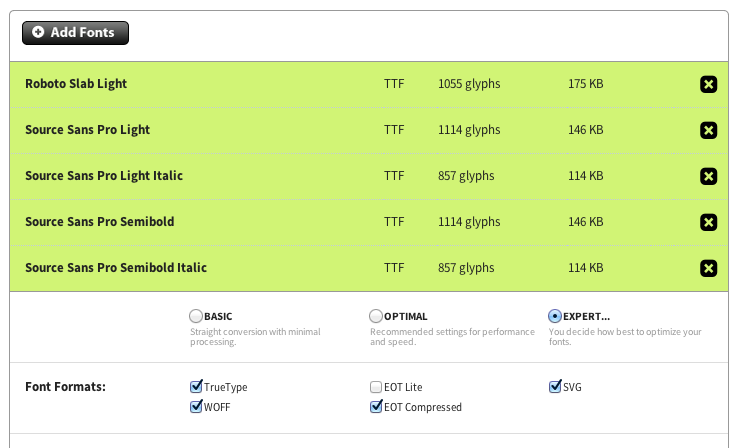 Add Fonts
Roboto Slab Light TTF 1055 glyphs 175 KB
Source Sans Pro Light TTF 1114 glyphs 146 KB
Source Sans Pro Light Italic TTF 857 glyphs 114 KB
Source Sans Pro Semibold TTF 1114 glyphs 146 KB
Source Sans Pro Semibold Italic TTF 857 glyphs 114 KB
BASIC OPTIMAL EXPERT...
Straight conversion with minimal Recommended settings for performance You decide how best to optimize your
processing. and speed. fonts.
Font Formats: TrueType EOT Lite SVG
WOFF EOT Compressed